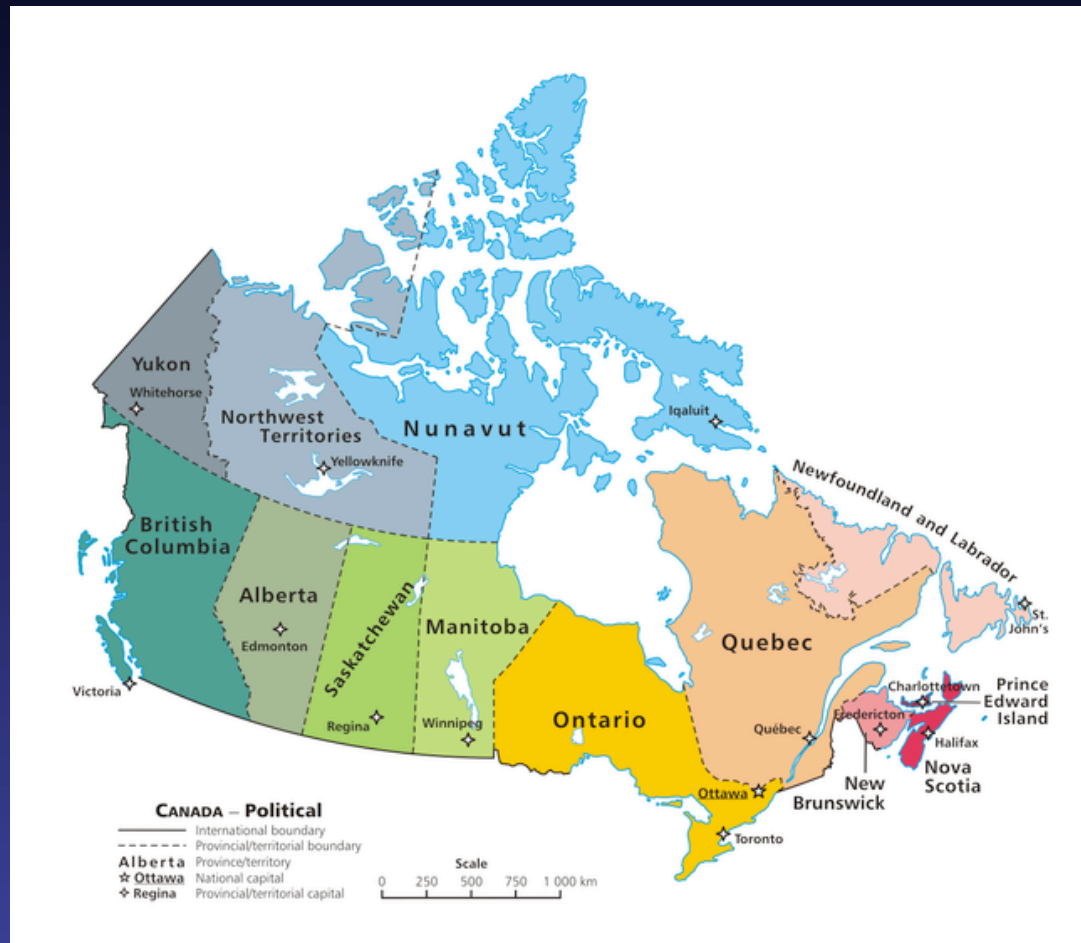 Yukon
Whitehorse
Northwest
Territories
Yellowknife
Nunavut
Iqaluit
British
Columbia
Victoria
Alberta
Edmonton
Saskatchewan
Regina
Manitoba
Winnipeg
Ontario
Ottawa
Toronto
Quebec
Québec
Newfoundland and Labrador
St.
John's
Charlottetown
Prince
Edward
Island
Fredericton
Halifax
Nova
Scotia
New
Brunswick
CANADA – Political
International boundary
Provincial/territorial boundary
Alberta Province/territory
Ottawa National capital
Regina Provincial/territorial capital
Scale
0 250 500 750 1 000 km